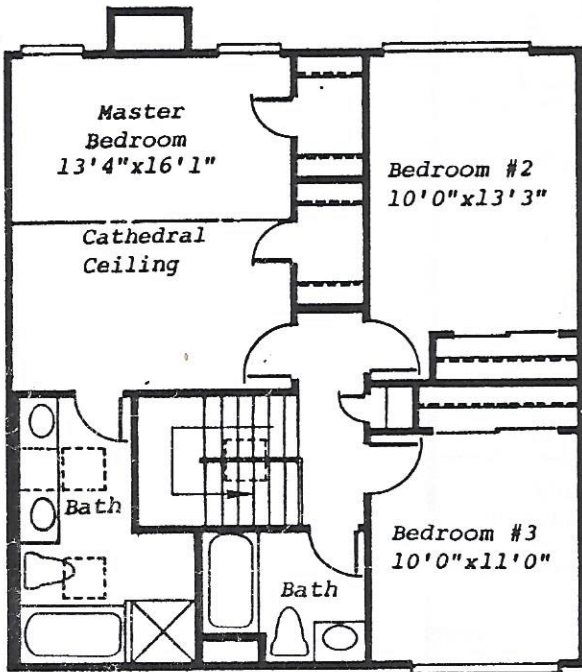 Master
Bedroom
13'4"x16'1"
Cathedral
Ceiling
Bedroom #2
10'0"x13'3"
Bath
Bath
Bedroom #3
10'0"x11'0"